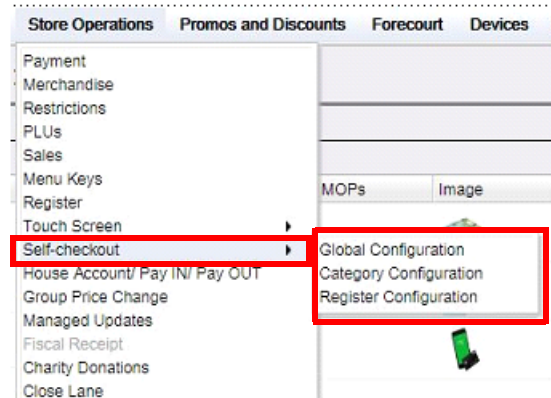 Store Operations Promos and Discounts Forecourt Devices
Payment
Merchandise
Restrictions
PLUs
Sales
Menu Keys
Register
Touch Screen
Self-checkout
House Account/ Pay IN/ Pay OUT
Group Price Change
Managed Updates
Fiscal Receipt
Charity Donations
Close Lane
MOPs Image
Global Configuration
Category Configuration
Register Configuration